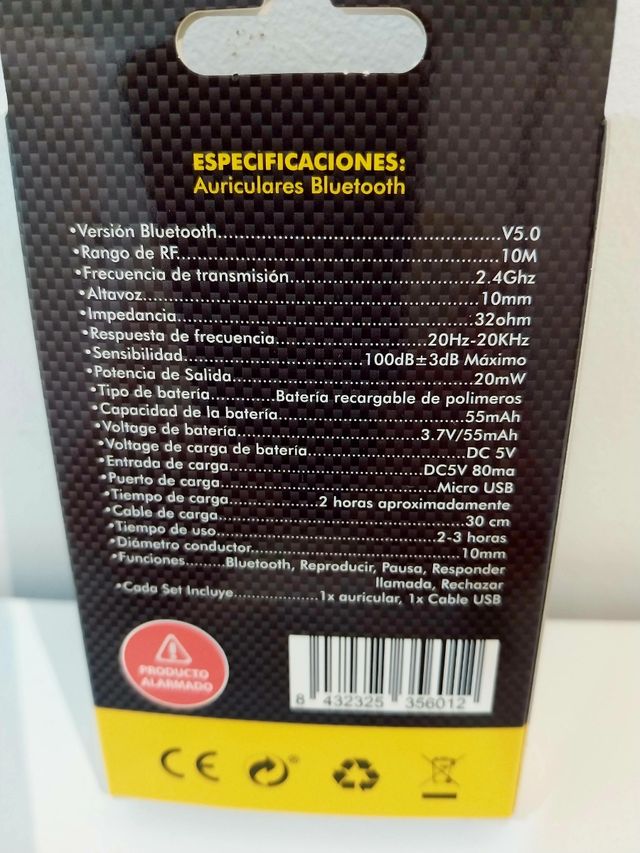 ESPECIFICACIONES:
Auriculares Bluetooth
•Versión Bluetooth....................................V5.0
•Rango de RF..........................................10M
•Frecuencia de transmisión........................2.4Ghz
•Altavoz.............................................10mm
•Impedancia..........................................32ohm
•Respuesta de frecuencia....................20Hz-20KHz
•Sensibilidad.........................100dB±3dB Máximo
•Potencia de Salida................................20mW
•Tipo de batería............Batería recargable de polimeros
•Capacidad de la batería...........................55mAh
•Voltage de batería..........................3.7V/55mAh
•Voltage de carga de batería.......................DC 5V
•Entrada de carga..............................DC5V 80ma
•Puerto de carga.................................Micro USB
•Tiempo de carga.............2 horas aproximadamente
•Cable de carga.....................................30 cm
•Tiempo de uso..................................2-3 horas
•Diámetro conductor...............................10mm
•Funciones.......Bluetooth, Reproducir, Pausa, Responder
llamada, Rechazar
•Cada Set Incluye.................1x auricular, 1x Cable USB
PRODUCTO
ALARMADO
8 432325 356012
CE